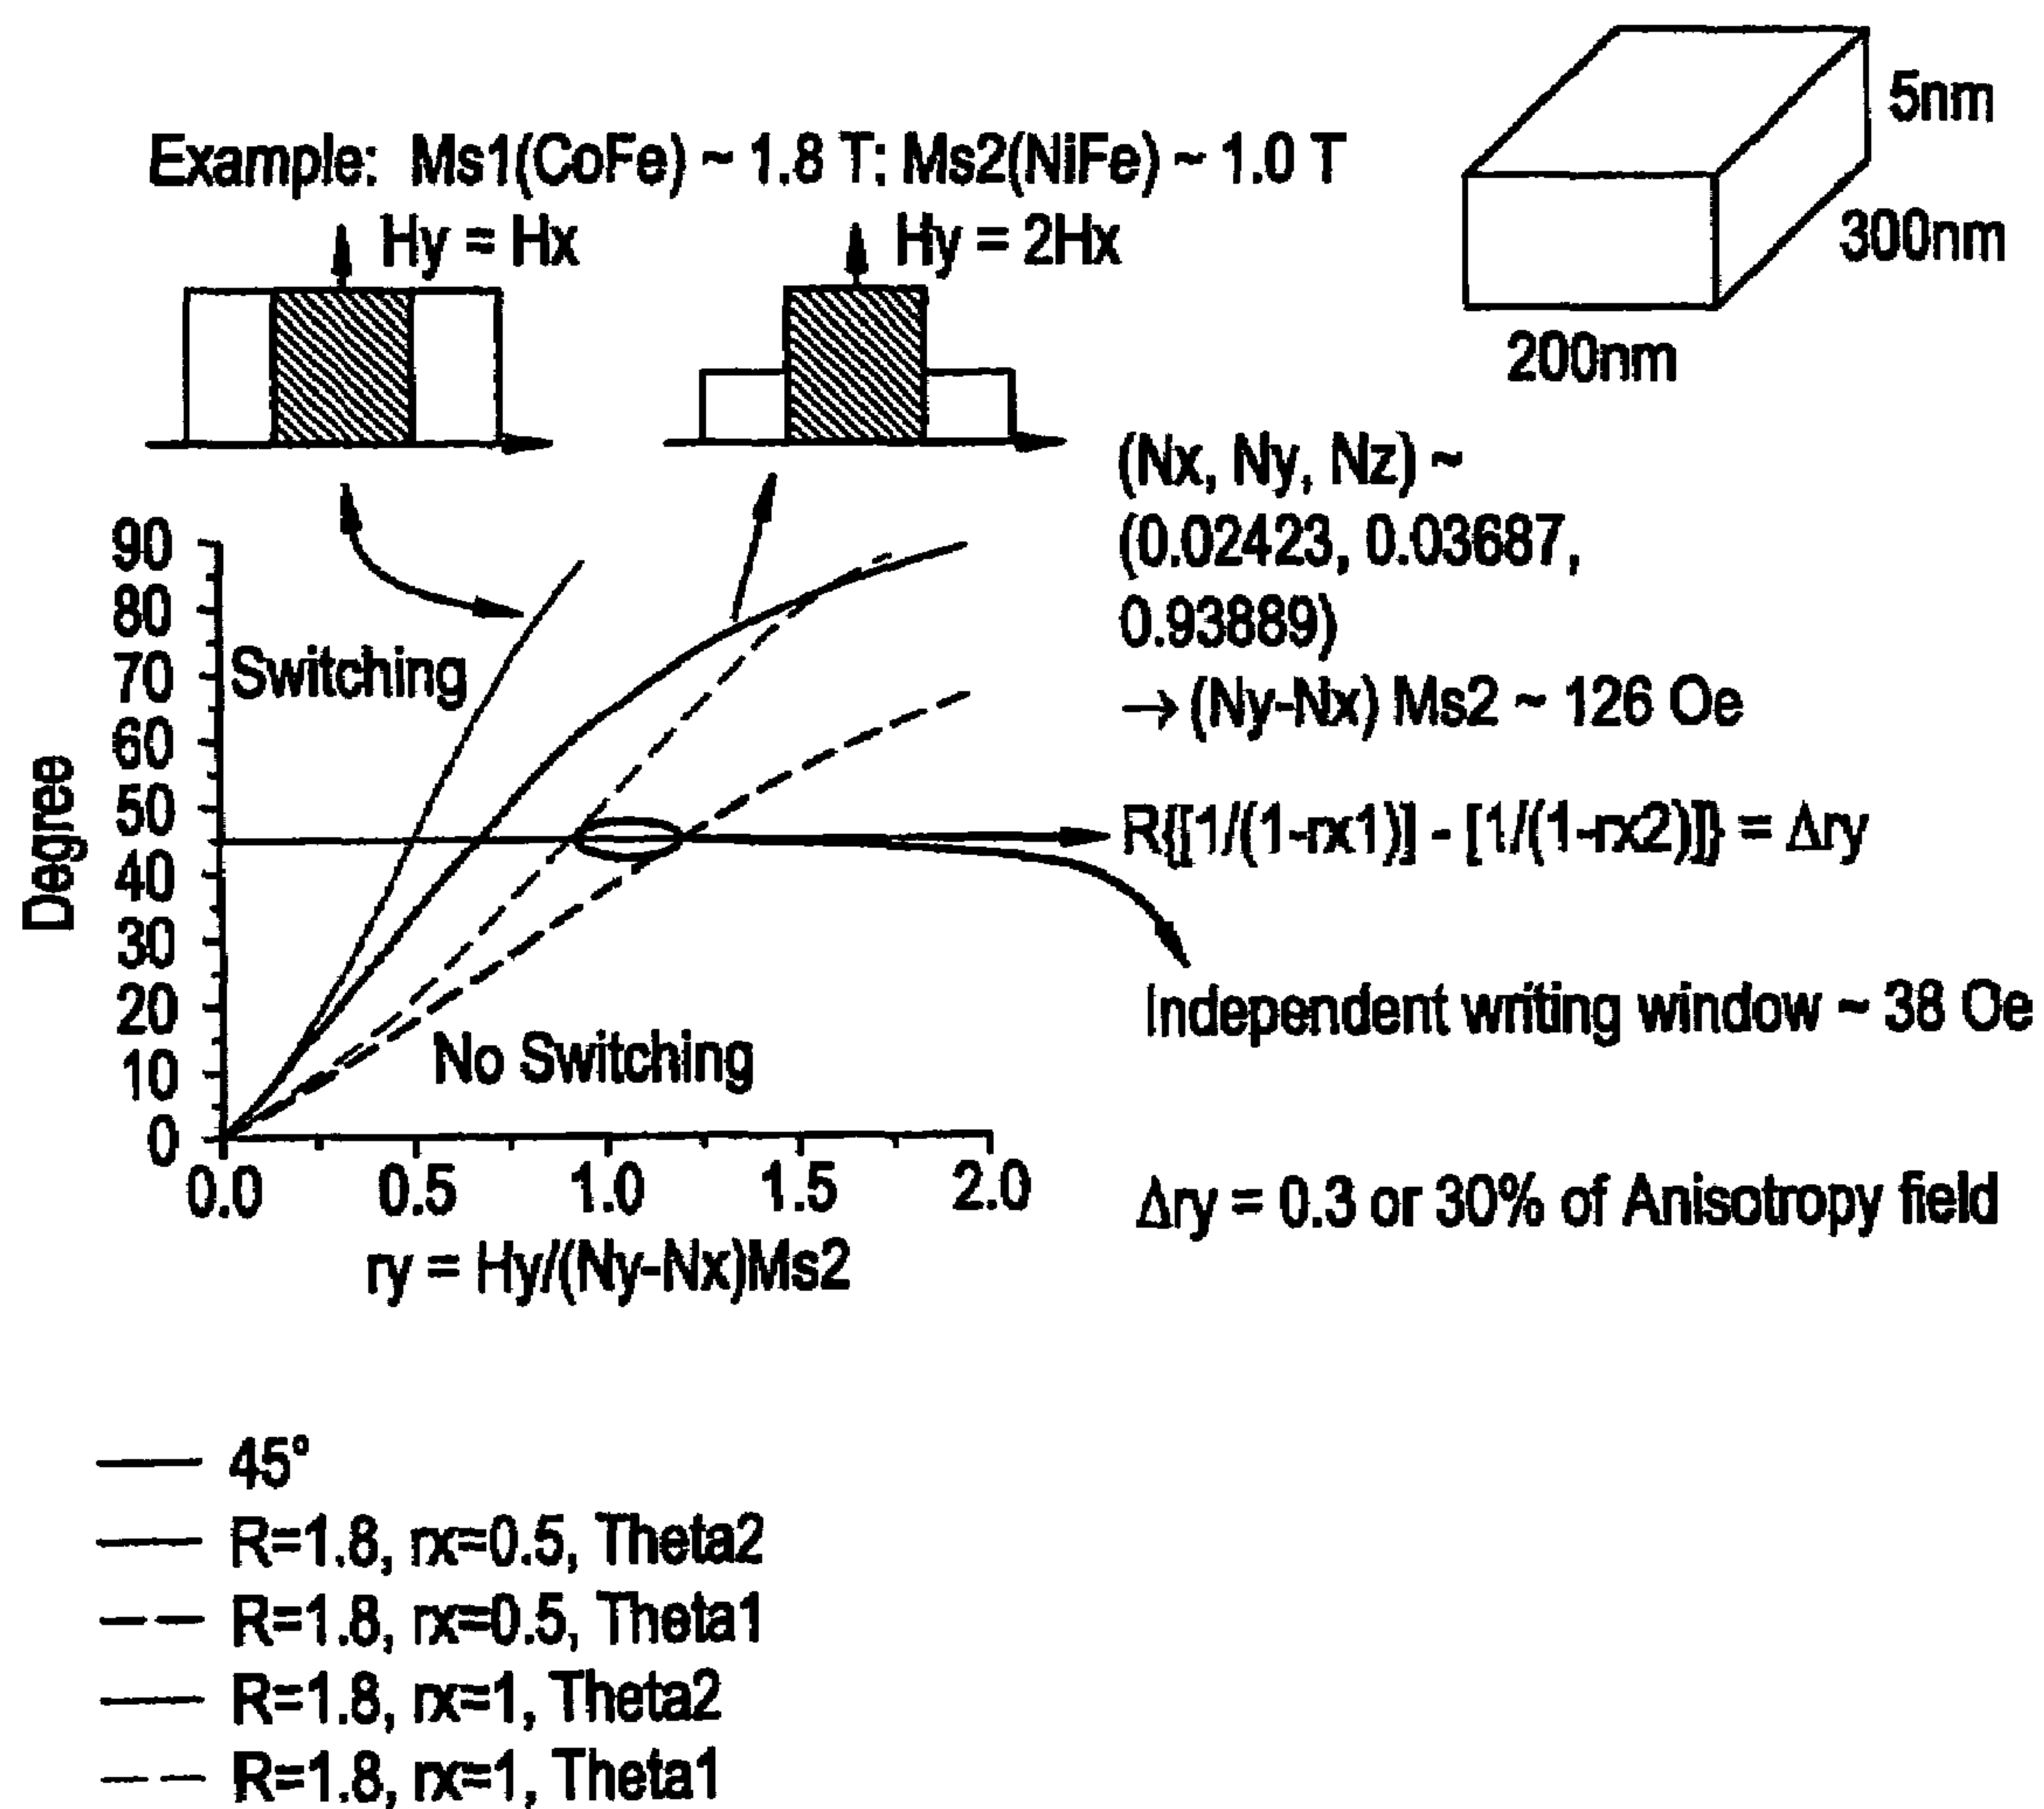 5nm
300nm
200nm
Example: Ms1(CoFe) ~ 1.8 T: Ms2(NiFe) ~ 1.0 T
Hy = Hx
Hy = 2Hx
(Nx, Ny, Nz) ~
(0.02423, 0.03687,
0.93889)
→ (Ny-Nx) Ms2 ~ 126 Oe
R{[1/(1-rx1)] - [1/(1-rx2)]} = Δry
Independent writing window ~ 38 Oe
Δry = 0.3 or 30% of Anisotropy field
Degree
90
80
70
60
50
40
30
20
10
0
Switching
No Switching
0.0 0.5 1.0 1.5 2.0
ry = Hy/(Ny-Nx)Ms2
45º
R=1.8, rx=0.5, Theta2
R=1.8, rx=0.5, Theta1
R=1.8, rx=1, Theta2
R=1.8, rx=1, Theta1